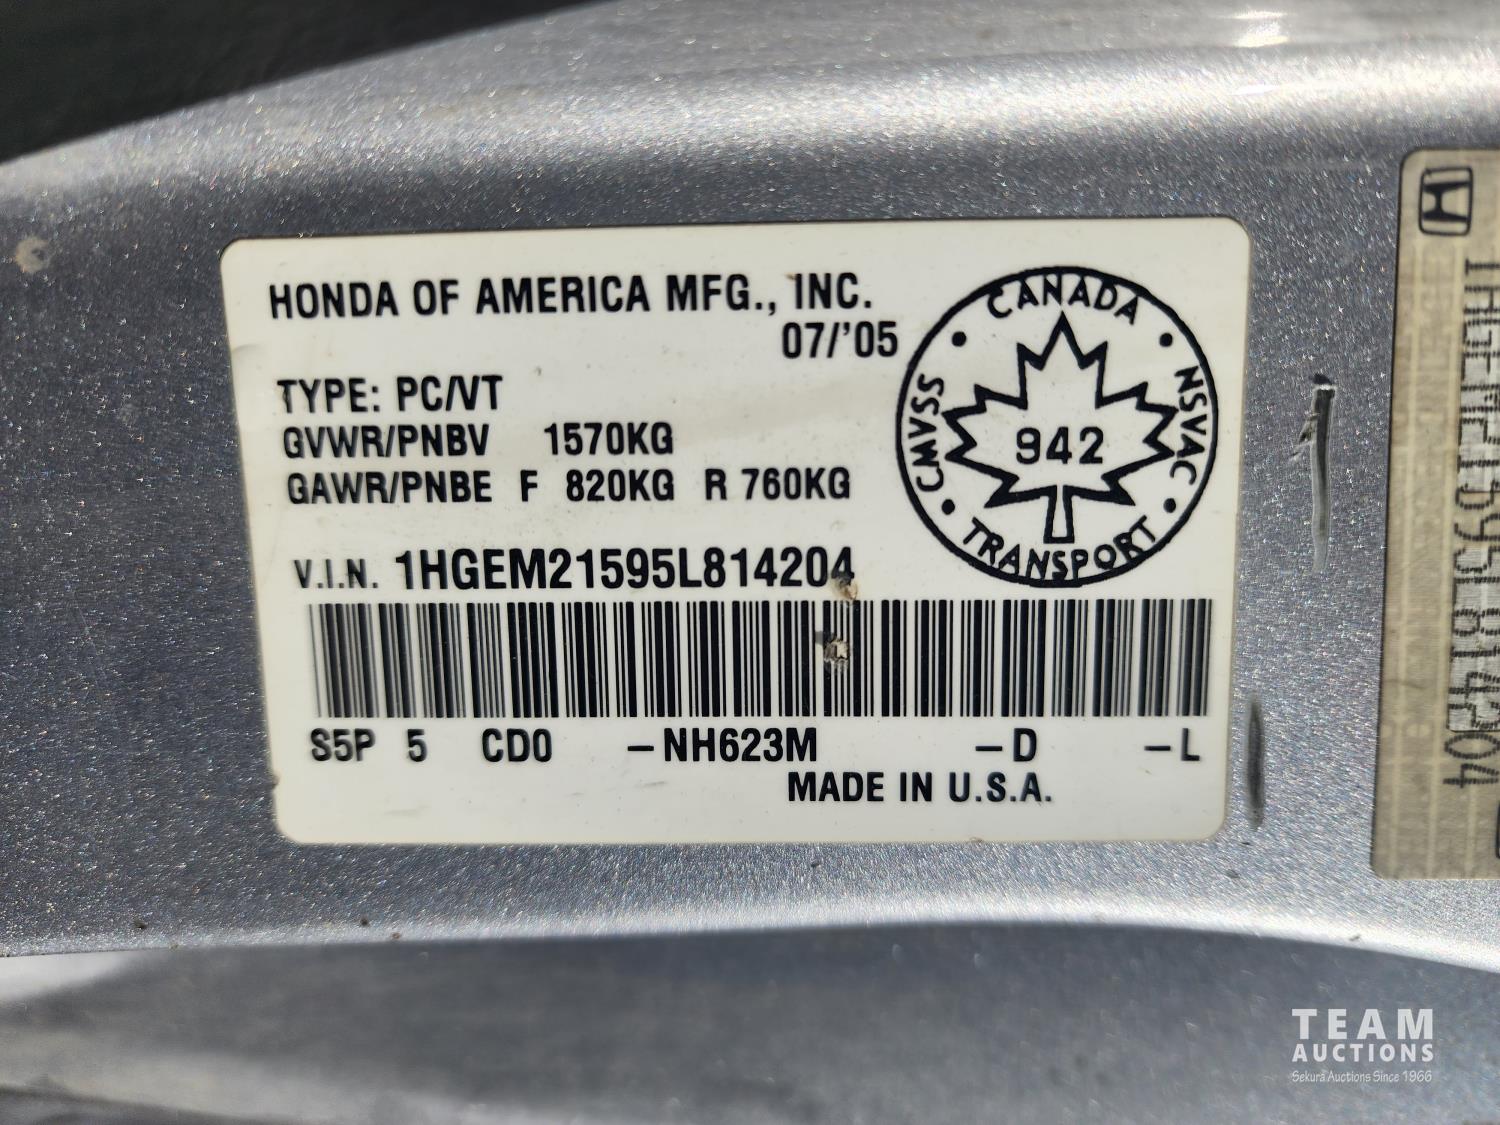 HONDA OF AMERICA MFG., INC.
07/'05
TYPE: PC/VT
GVWR/PNBV 1570KG
GAWR/PNBE F 820KG R 760KG
V.I.N. 1HGEM21595L814204
S5P 5 CD0 -NH623M -D -L
MADE IN U.S.A.
CANADA
CMVSS
942
NSVAC
TRANSPORT
1HGEM21595L814204
TEAM
AUCTIONS
Sekura Auctions Since 1966